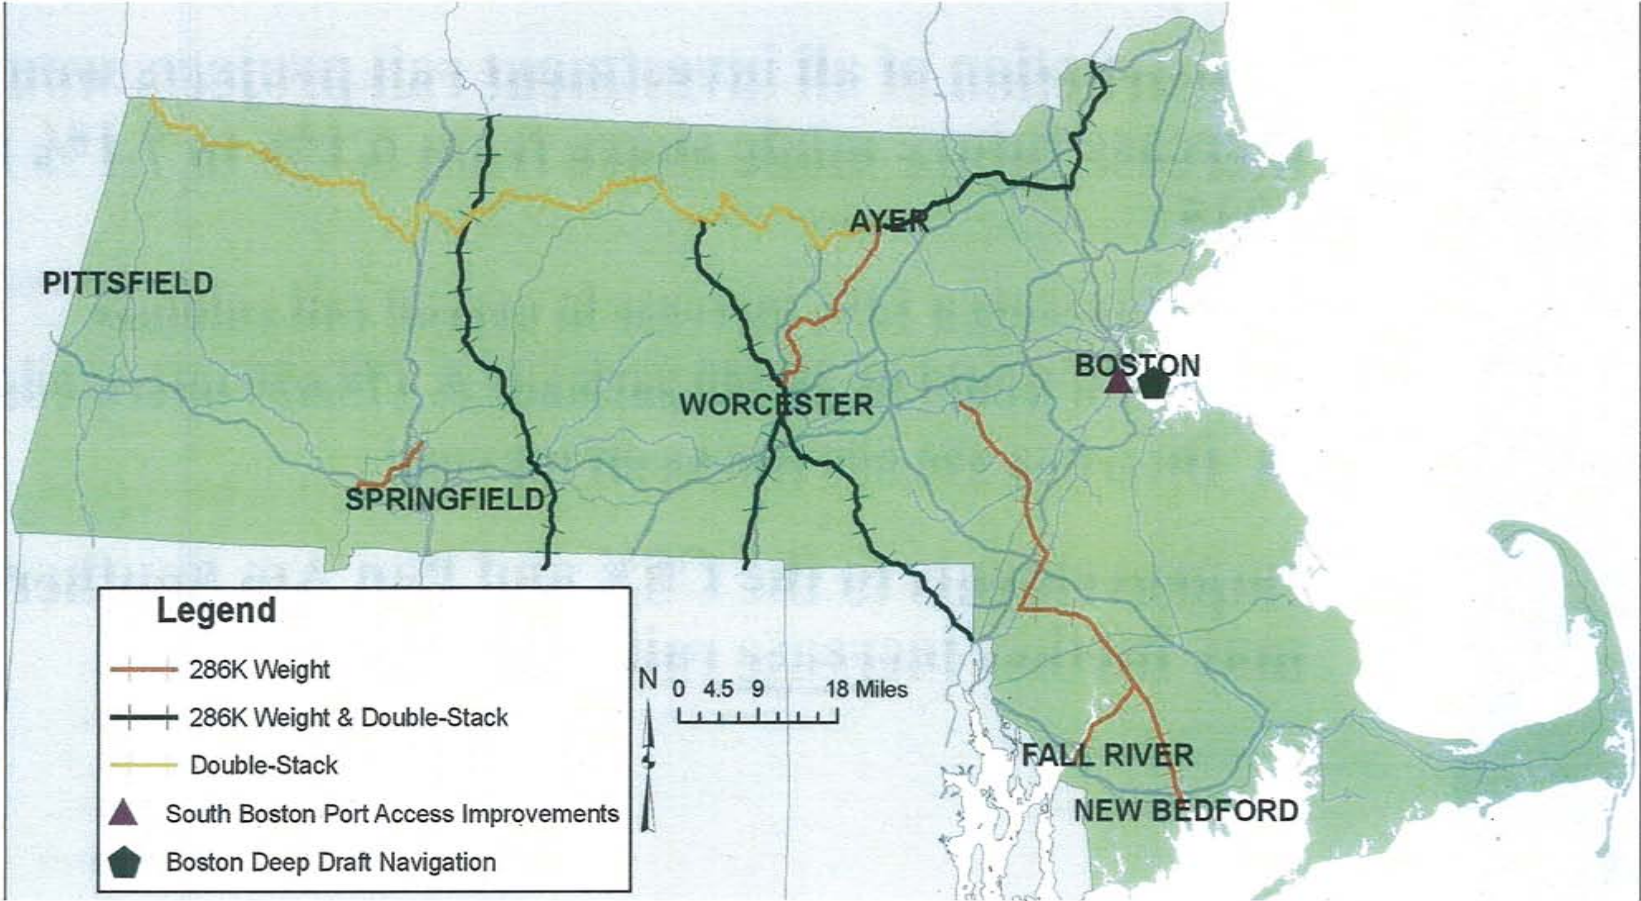 AYER
PITTSFIELD
BOSTON
WORCESTER
SPRINGFIELD
Legend
286K Weight
286K Weight & Double-Stack
Double-Stack
South Boston Port Access Improvements
Boston Deep Draft Navigation
N
0 4.5 9 18 Miles
FALL RIVER
NEW BEDFORD